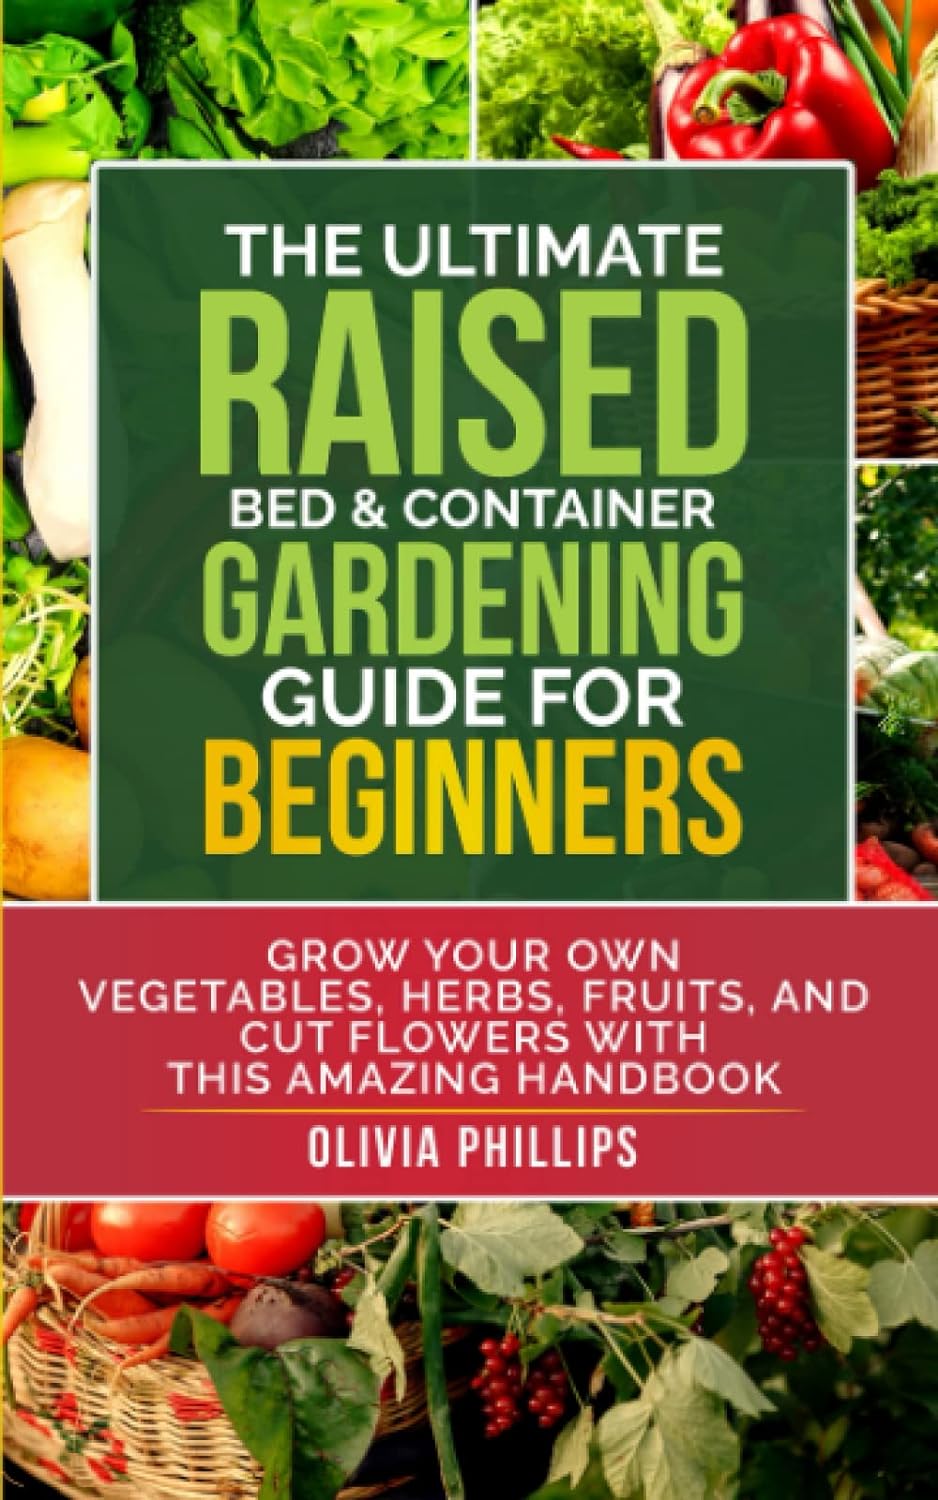 THE ULTIMATE
RAISED
BED & CONTAINER
GARDENING
GUIDE FOR
BEGINNERS
GROW YOUR OWN
VEGETABLES, HERBS, FRUITS, AND
CUT FLOWERS WITH
THIS AMAZING HANDBOOK
OLIVIA PHILLIPS